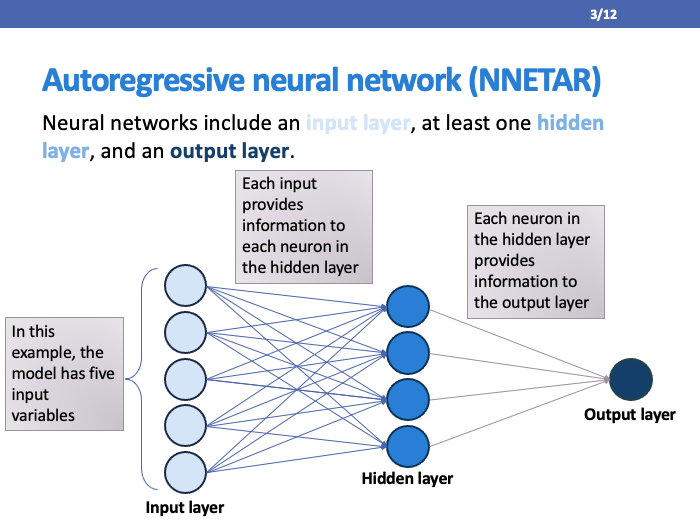 3/12
Autoregressive neural network (NNETAR)
Neural networks include an input layer, at least one hidden
layer, and an output layer.
Each input
provides
information to
each neuron in
the hidden layer
Each neuron in
the hidden layer
provides
information to
the output layer
In this
example, the
model has five
input
variables
Output layer
Hidden layer
Input layer